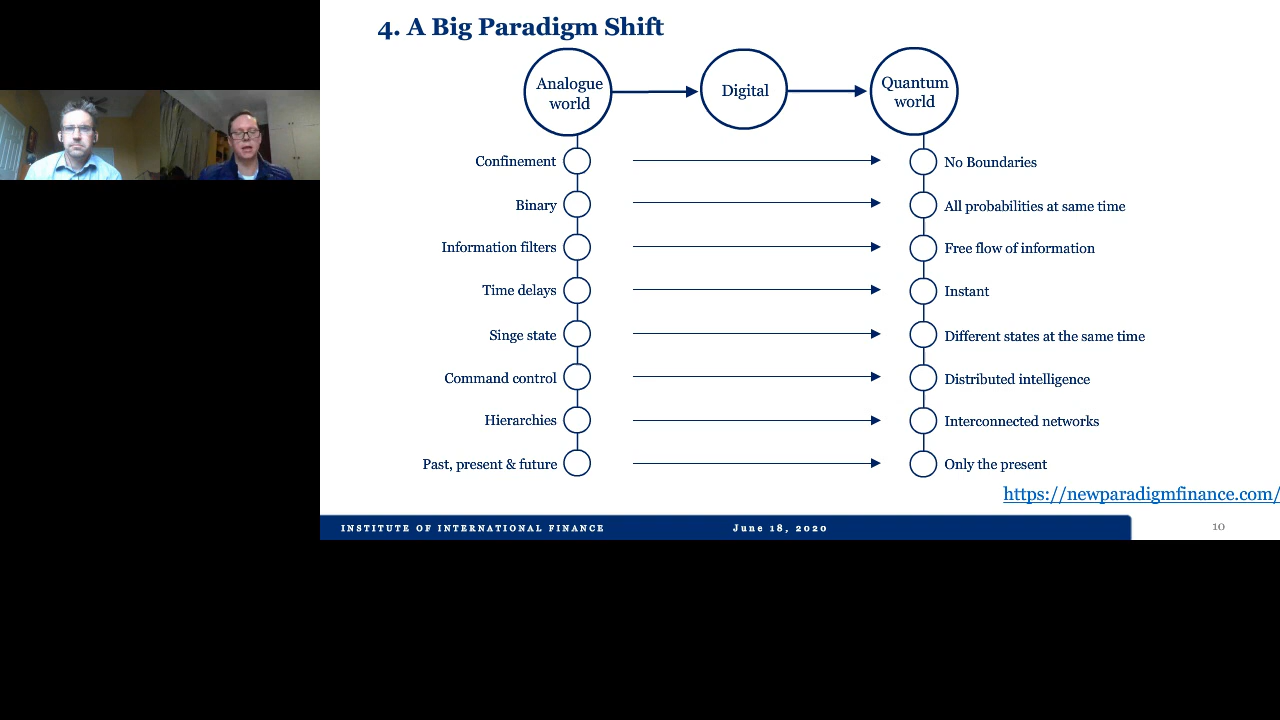 4. A Big Paradigm Shift
Analogue
world
Digital
Quantum
world
Confinement
No Boundaries
Binary
All probabilities at same time
Information filters
Free flow of information
Time delays
Instant
Singe state
Different states at the same time
Command control
Distributed intelligence
Hierarchies
Interconnected networks
Past, present & future
Only the present
https://newparadigmfinance.com/
INSTITUTE OF INTERNATIONAL FINANCE
June 18, 2020
10